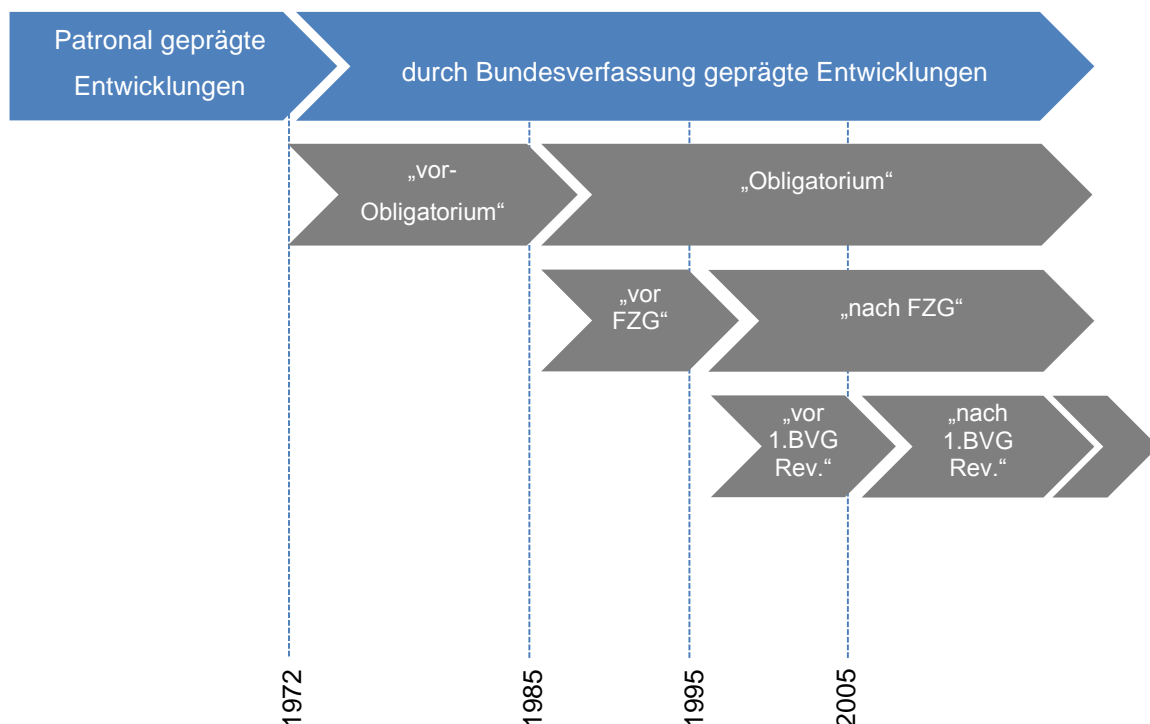 Patronal geprägte
Entwicklungen
durch Bundesverfassung geprägte Entwicklungen
„vor-
Obligatorium“
„Obligatorium“
„vor
FZG“
„nach FZG“
„vor
1.BVG
Rev.“
„nach
1.BVG
Rev.“
1972
1985
1995
2005